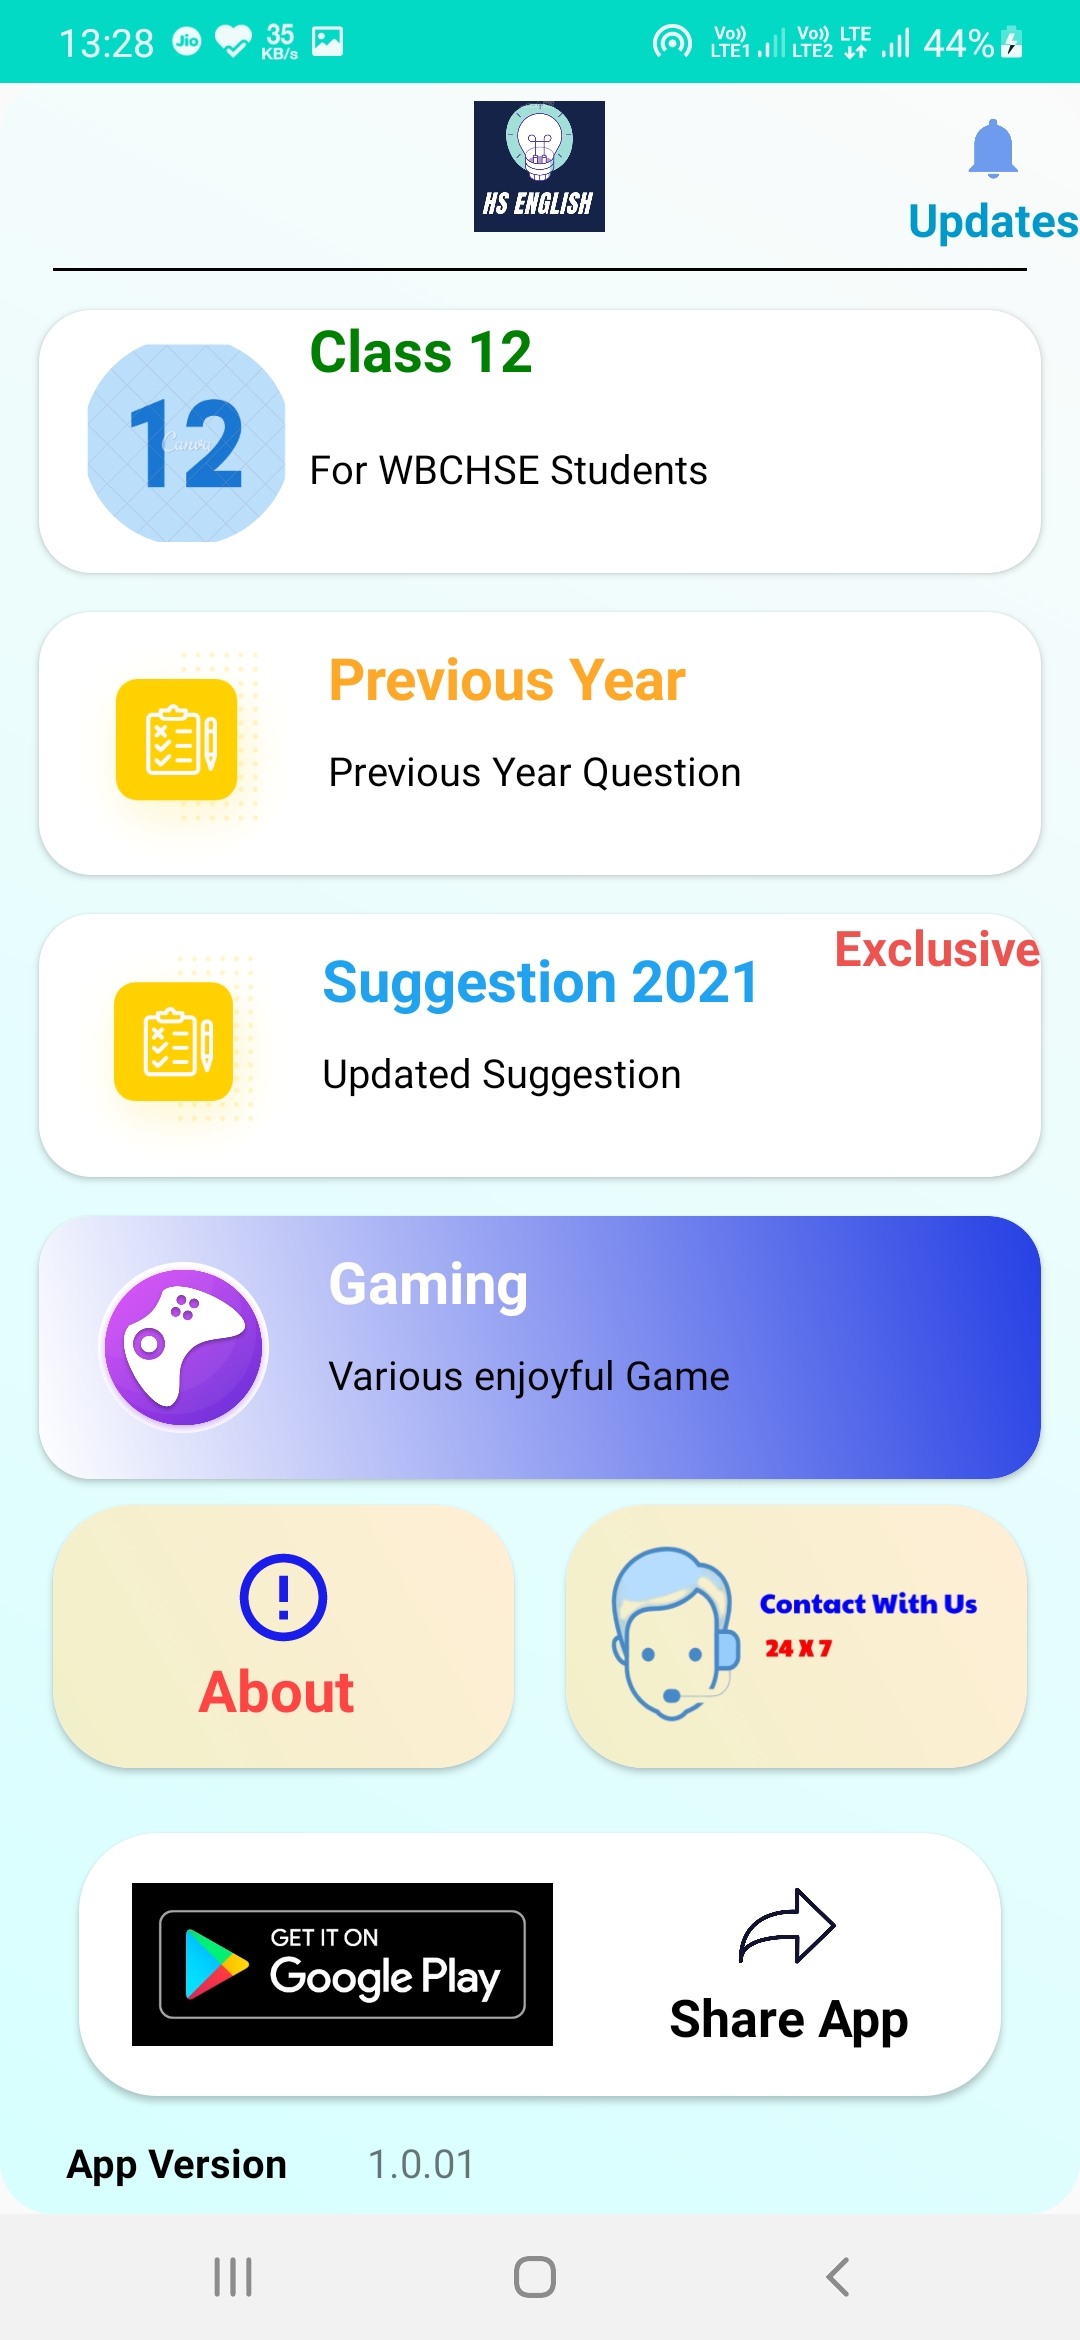 13:28 Jio 35 KB/s Vo)) LTE1 Vo)) LTE2 LTE 44%
HS ENGLISH
Updates
Class 12
12
Canva
For WBCHSE Students
Previous Year
Previous Year Question
Exclusive
Suggestion 2021
Updated Suggestion
Gaming
Various enjoyful Game
About
Contact With Us
24 X 7
GET IT ON
Google Play
Share App
App Version 1.0.01